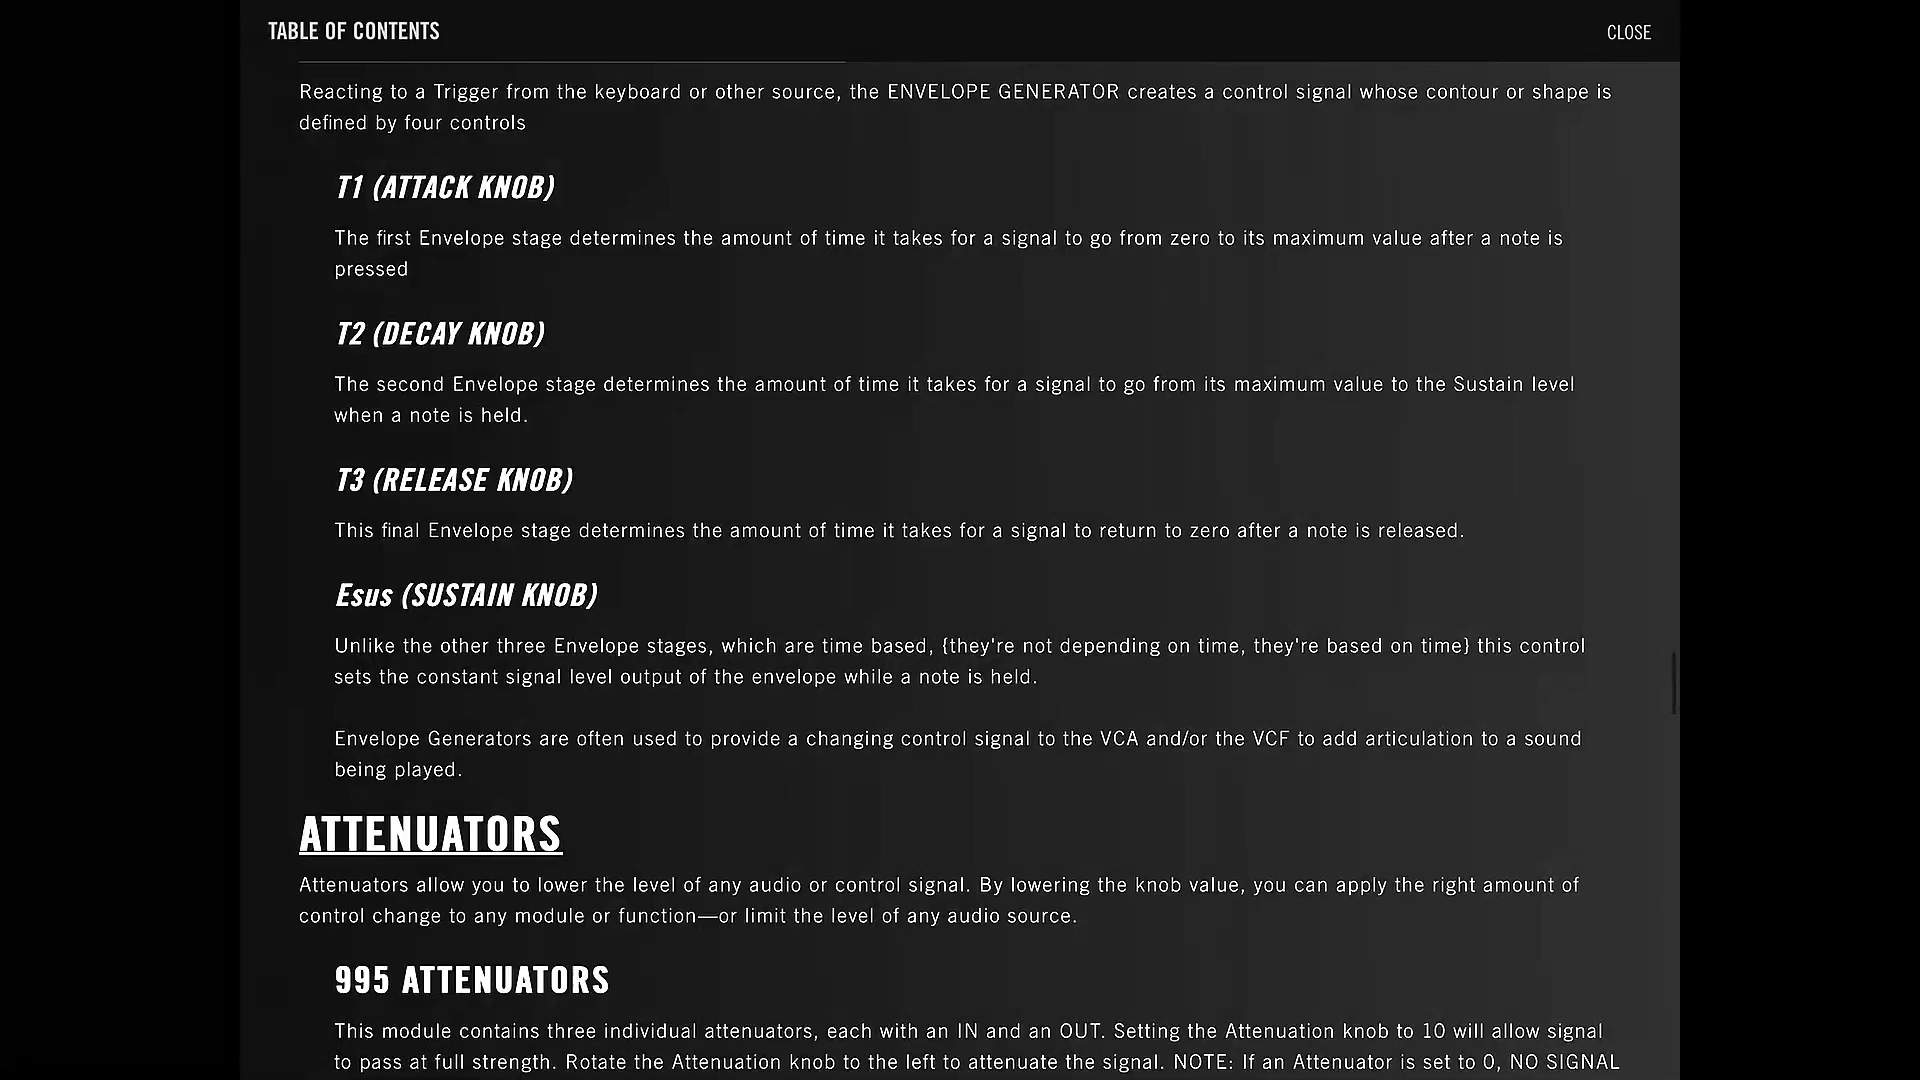 TABLE OF CONTENTS
CLOSE
Reacting to a Trigger from the keyboard or other source, the ENVELOPE GENERATOR creates a control signal whose contour or shape is
defined by four controls
T1 (ATTACK KNOB)
The first Envelope stage determines the amount of time it takes for a signal to go from zero to its maximum value after a note is
pressed
T2 (DECAY KNOB)
The second Envelope stage determines the amount of time it takes for a signal to go from its maximum value to the Sustain level
when a note is held.
T3 (RELEASE KNOB)
This final Envelope stage determines the amount of time it takes for a signal to return to zero after a note is released.
Esus (SUSTAIN KNOB)
Unlike the other three Envelope stages, which are time based, {they're not depending on time, they're based on time} this control
sets the constant signal level output of the envelope while a note is held.
Envelope Generators are often used to provide a changing control signal to the VCA and/or the VCF to add articulation to a sound
being played.
ATTENUATORS
Attenuators allow you to lower the level of any audio or control signal. By lowering the knob value, you can apply the right amount of
control change to any module or function—or limit the level of any audio source.
995 ATTENUATORS
This module contains three individual attenuators, each with an IN and an OUT. Setting the Attenuation knob to 10 will allow signal
to pass at full strength. Rotate the Attenuation knob to the left to attenuate the signal. NOTE: If an Attenuator is set to 0, NO SIGNAL